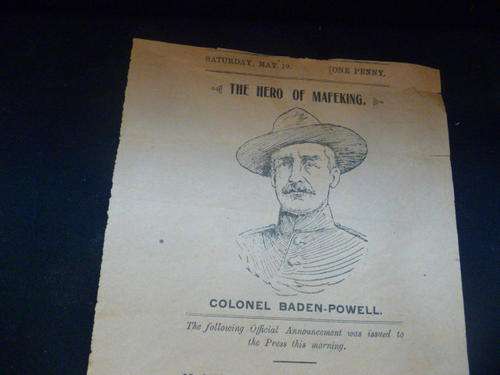 SATURDAY, MAY 19. [ONE PENNY.
THE HERO OF MAFEKING.
COLONEL BADEN-POWELL.
The following Official Announcement was issued to
the Press this morning.